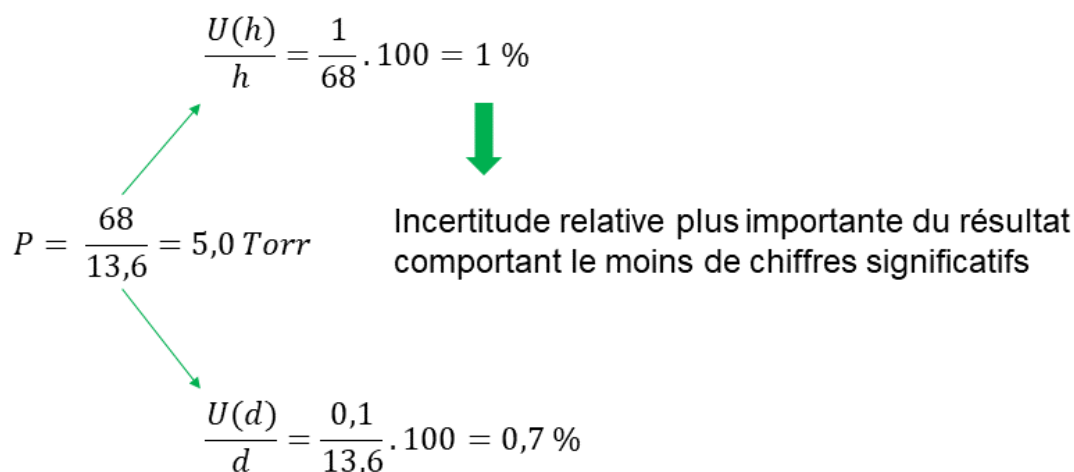 U(h)/h = 1/68 . 100 = 1 %
P = 68/13,6 = 5,0 Torr
Incertitude relative plus importante du résultat
comportant le moins de chiffres significatifs
U(d)/d = 0,1/13,6 . 100 = 0,7 %